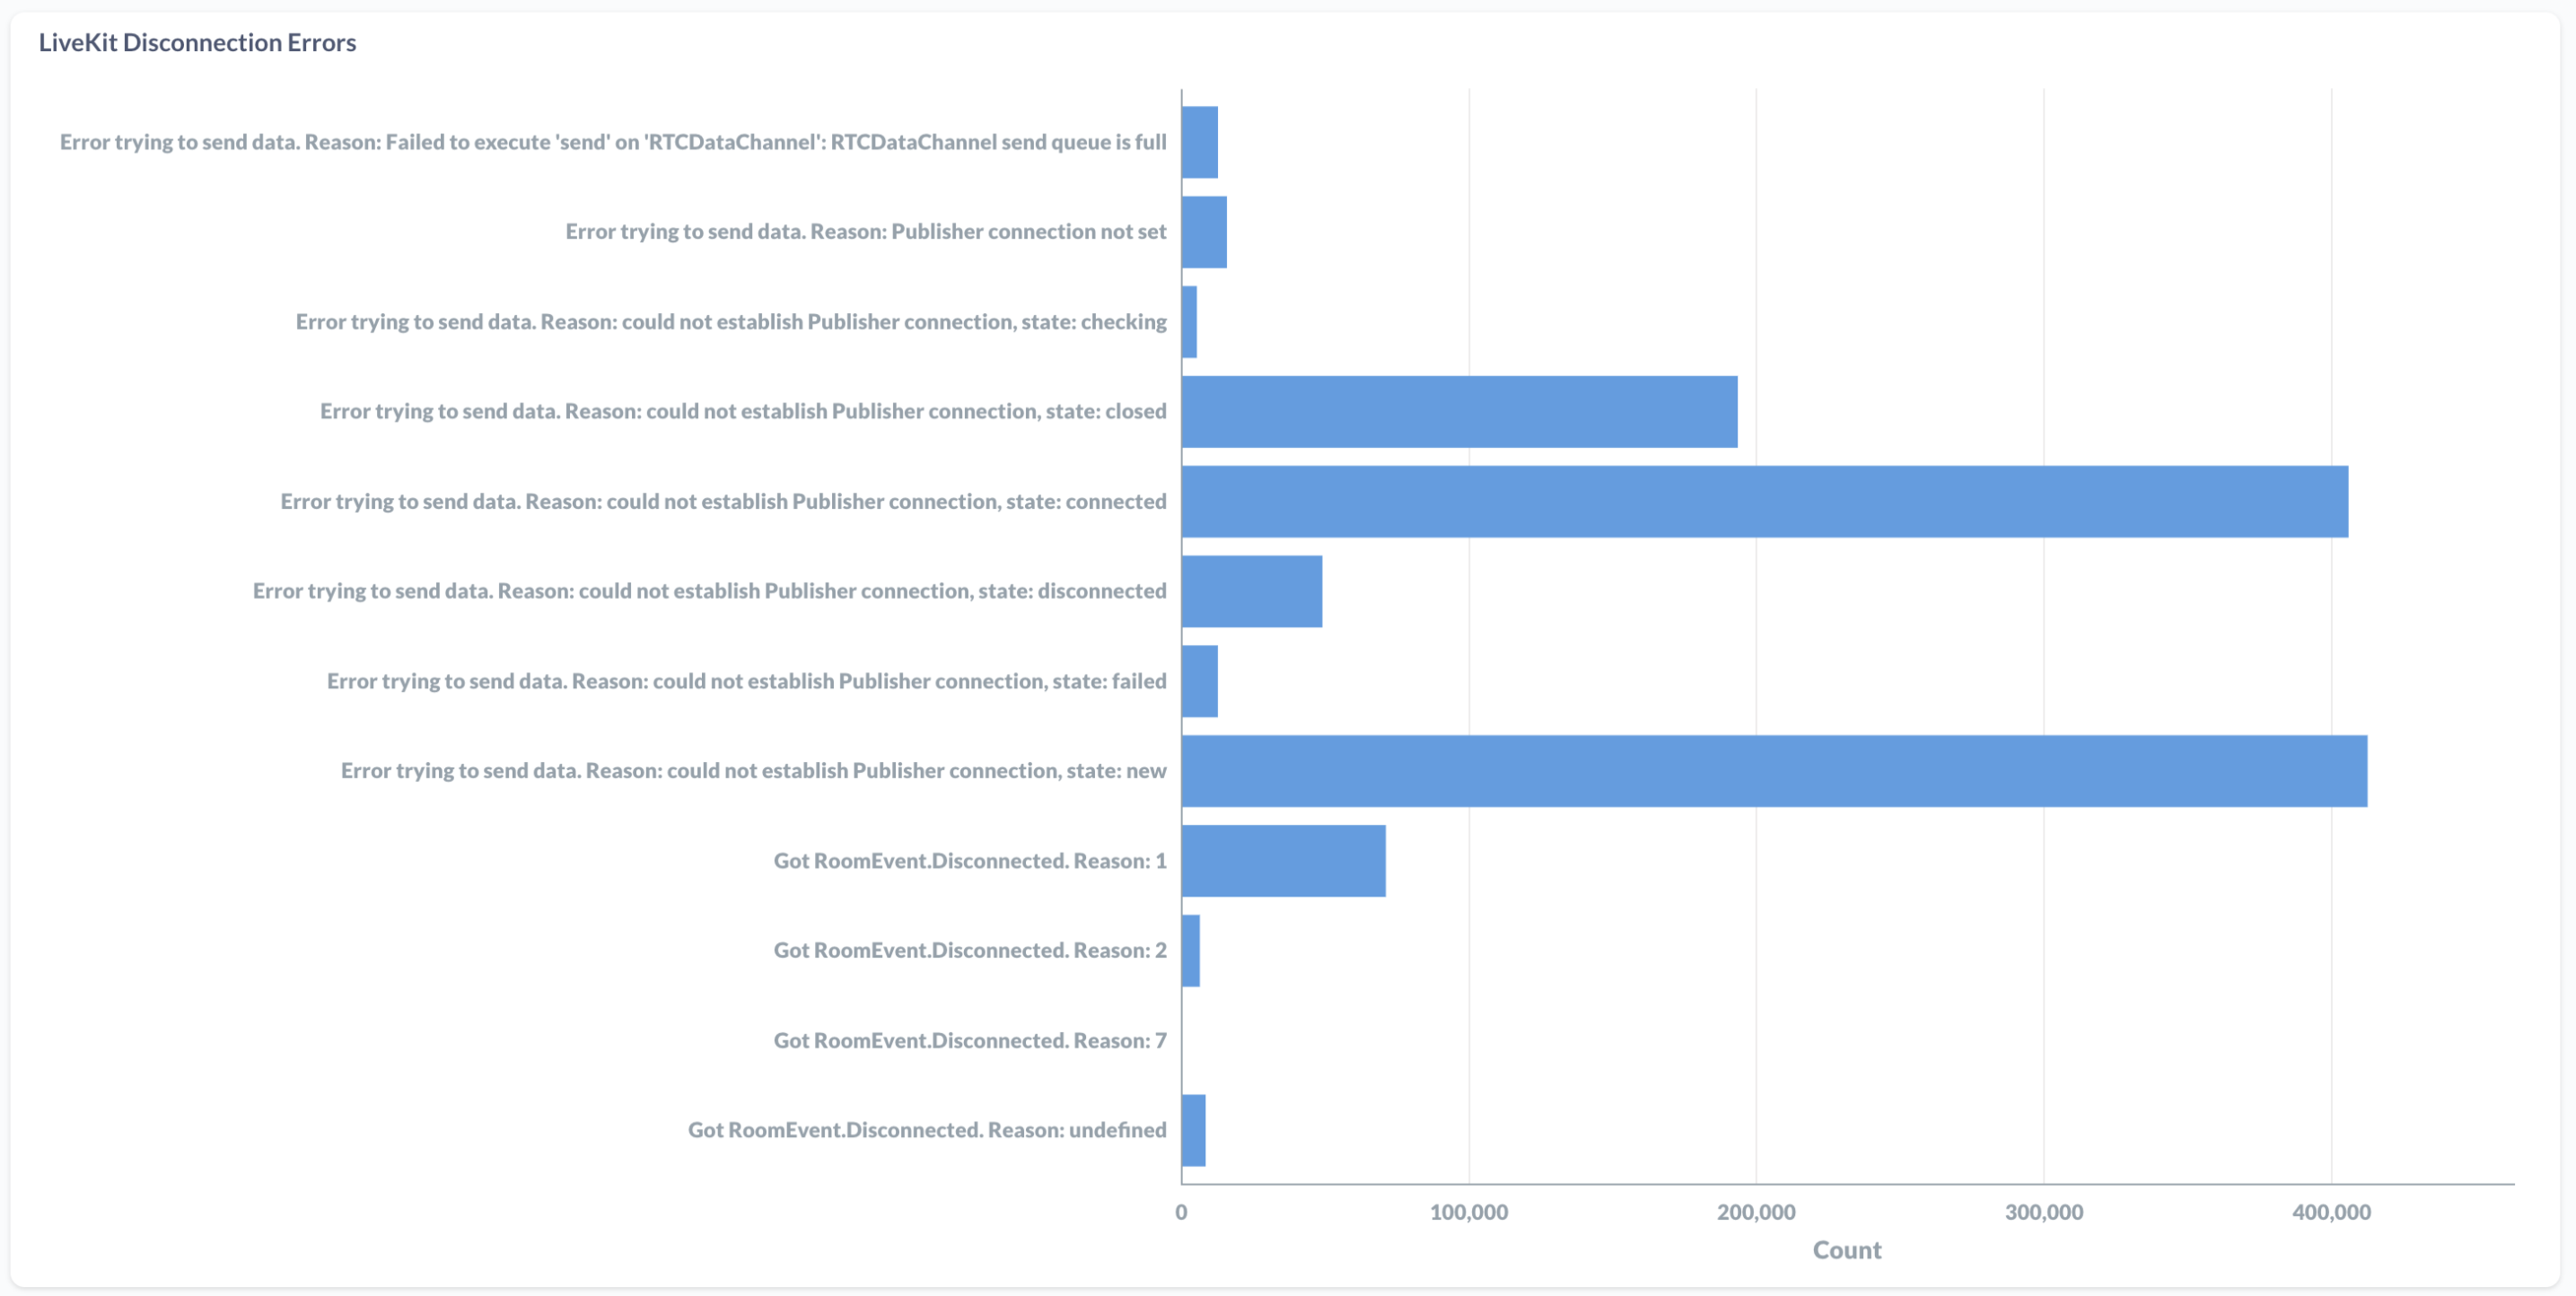 LiveKit Disconnection Errors
Error trying to send data. Reason: Failed to execute 'send' on 'RTCDataChannel': RTCDataChannel send queue is full
Error trying to send data. Reason: Publisher connection not set
Error trying to send data. Reason: could not establish Publisher connection, state: checking
Error trying to send data. Reason: could not establish Publisher connection, state: closed
Error trying to send data. Reason: could not establish Publisher connection, state: connected
Error trying to send data. Reason: could not establish Publisher connection, state: disconnected
Error trying to send data. Reason: could not establish Publisher connection, state: failed
Error trying to send data. Reason: could not establish Publisher connection, state: new
Got RoomEvent.Disconnected. Reason: 1
Got RoomEvent.Disconnected. Reason: 2
Got RoomEvent.Disconnected. Reason: 7
Got RoomEvent.Disconnected. Reason: undefined
0 100,000 200,000 300,000 400,000
Count